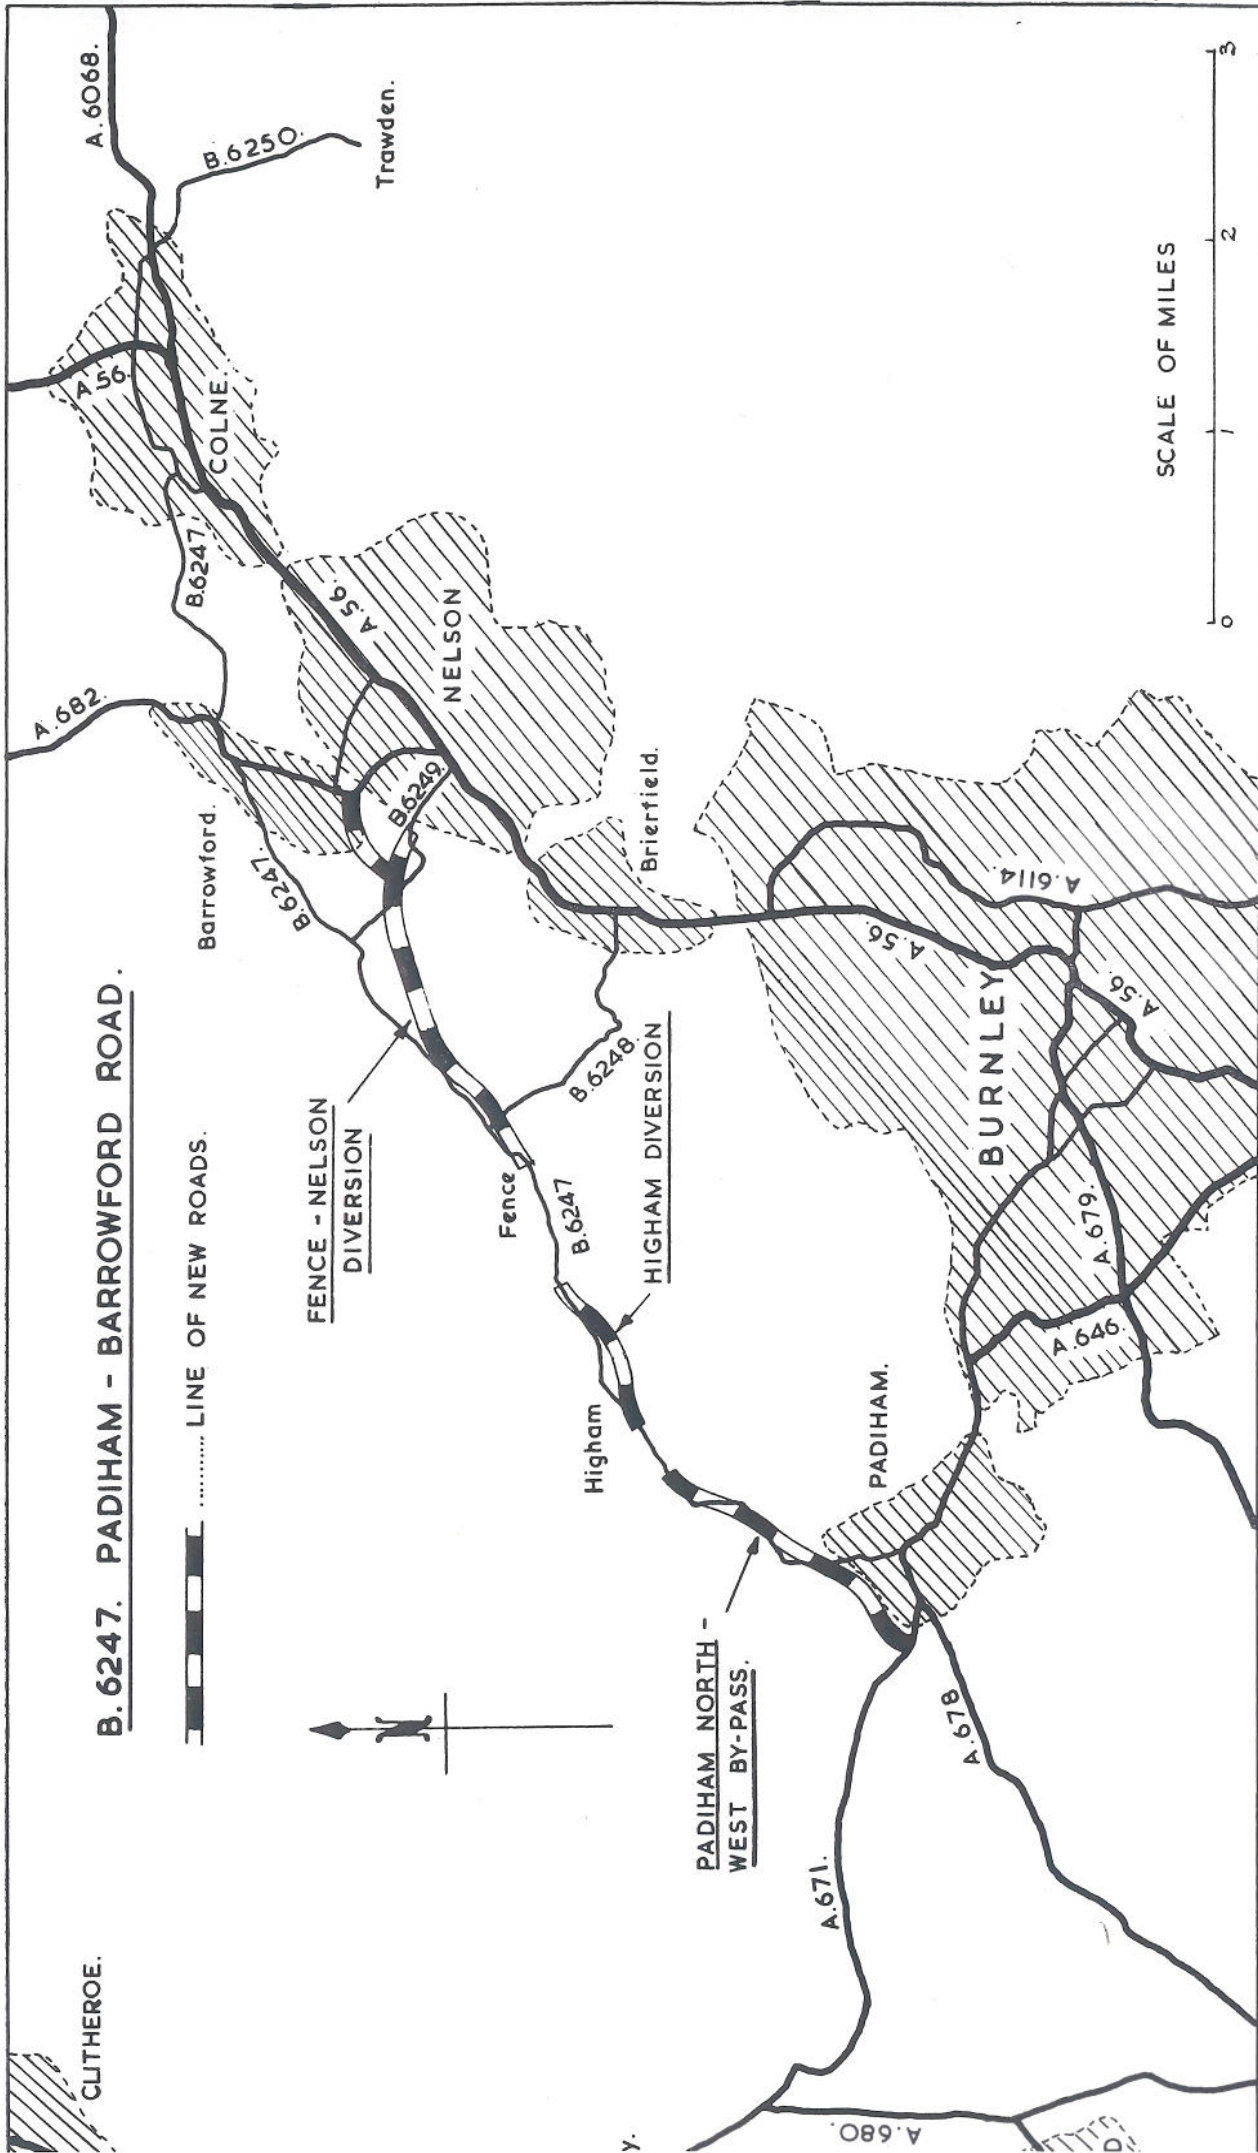 B.6247. PADIHAM - BARROWFORD ROAD.
.......... LINE OF NEW ROADS.
CLITHEROE.
A.682.
A.56.
A.6068.
B.6250.
Trawden.
COLNE.
B.6247
Barrowford.
B.6247.
A.56.
NELSON
B.6249.
FENCE - NELSON
DIVERSION
Fence
B.6247
B.6248.
Brierfield.
HIGHAM DIVERSION
Higham
PADIHAM NORTH -
WEST BY-PASS.
PADIHAM.
A.671.
A.678
A.680.
Y.
D
A.56.
A.6114.
BURNLEY
A.56.
A.679.
A.646.
SCALE OF MILES
0 1 2 3